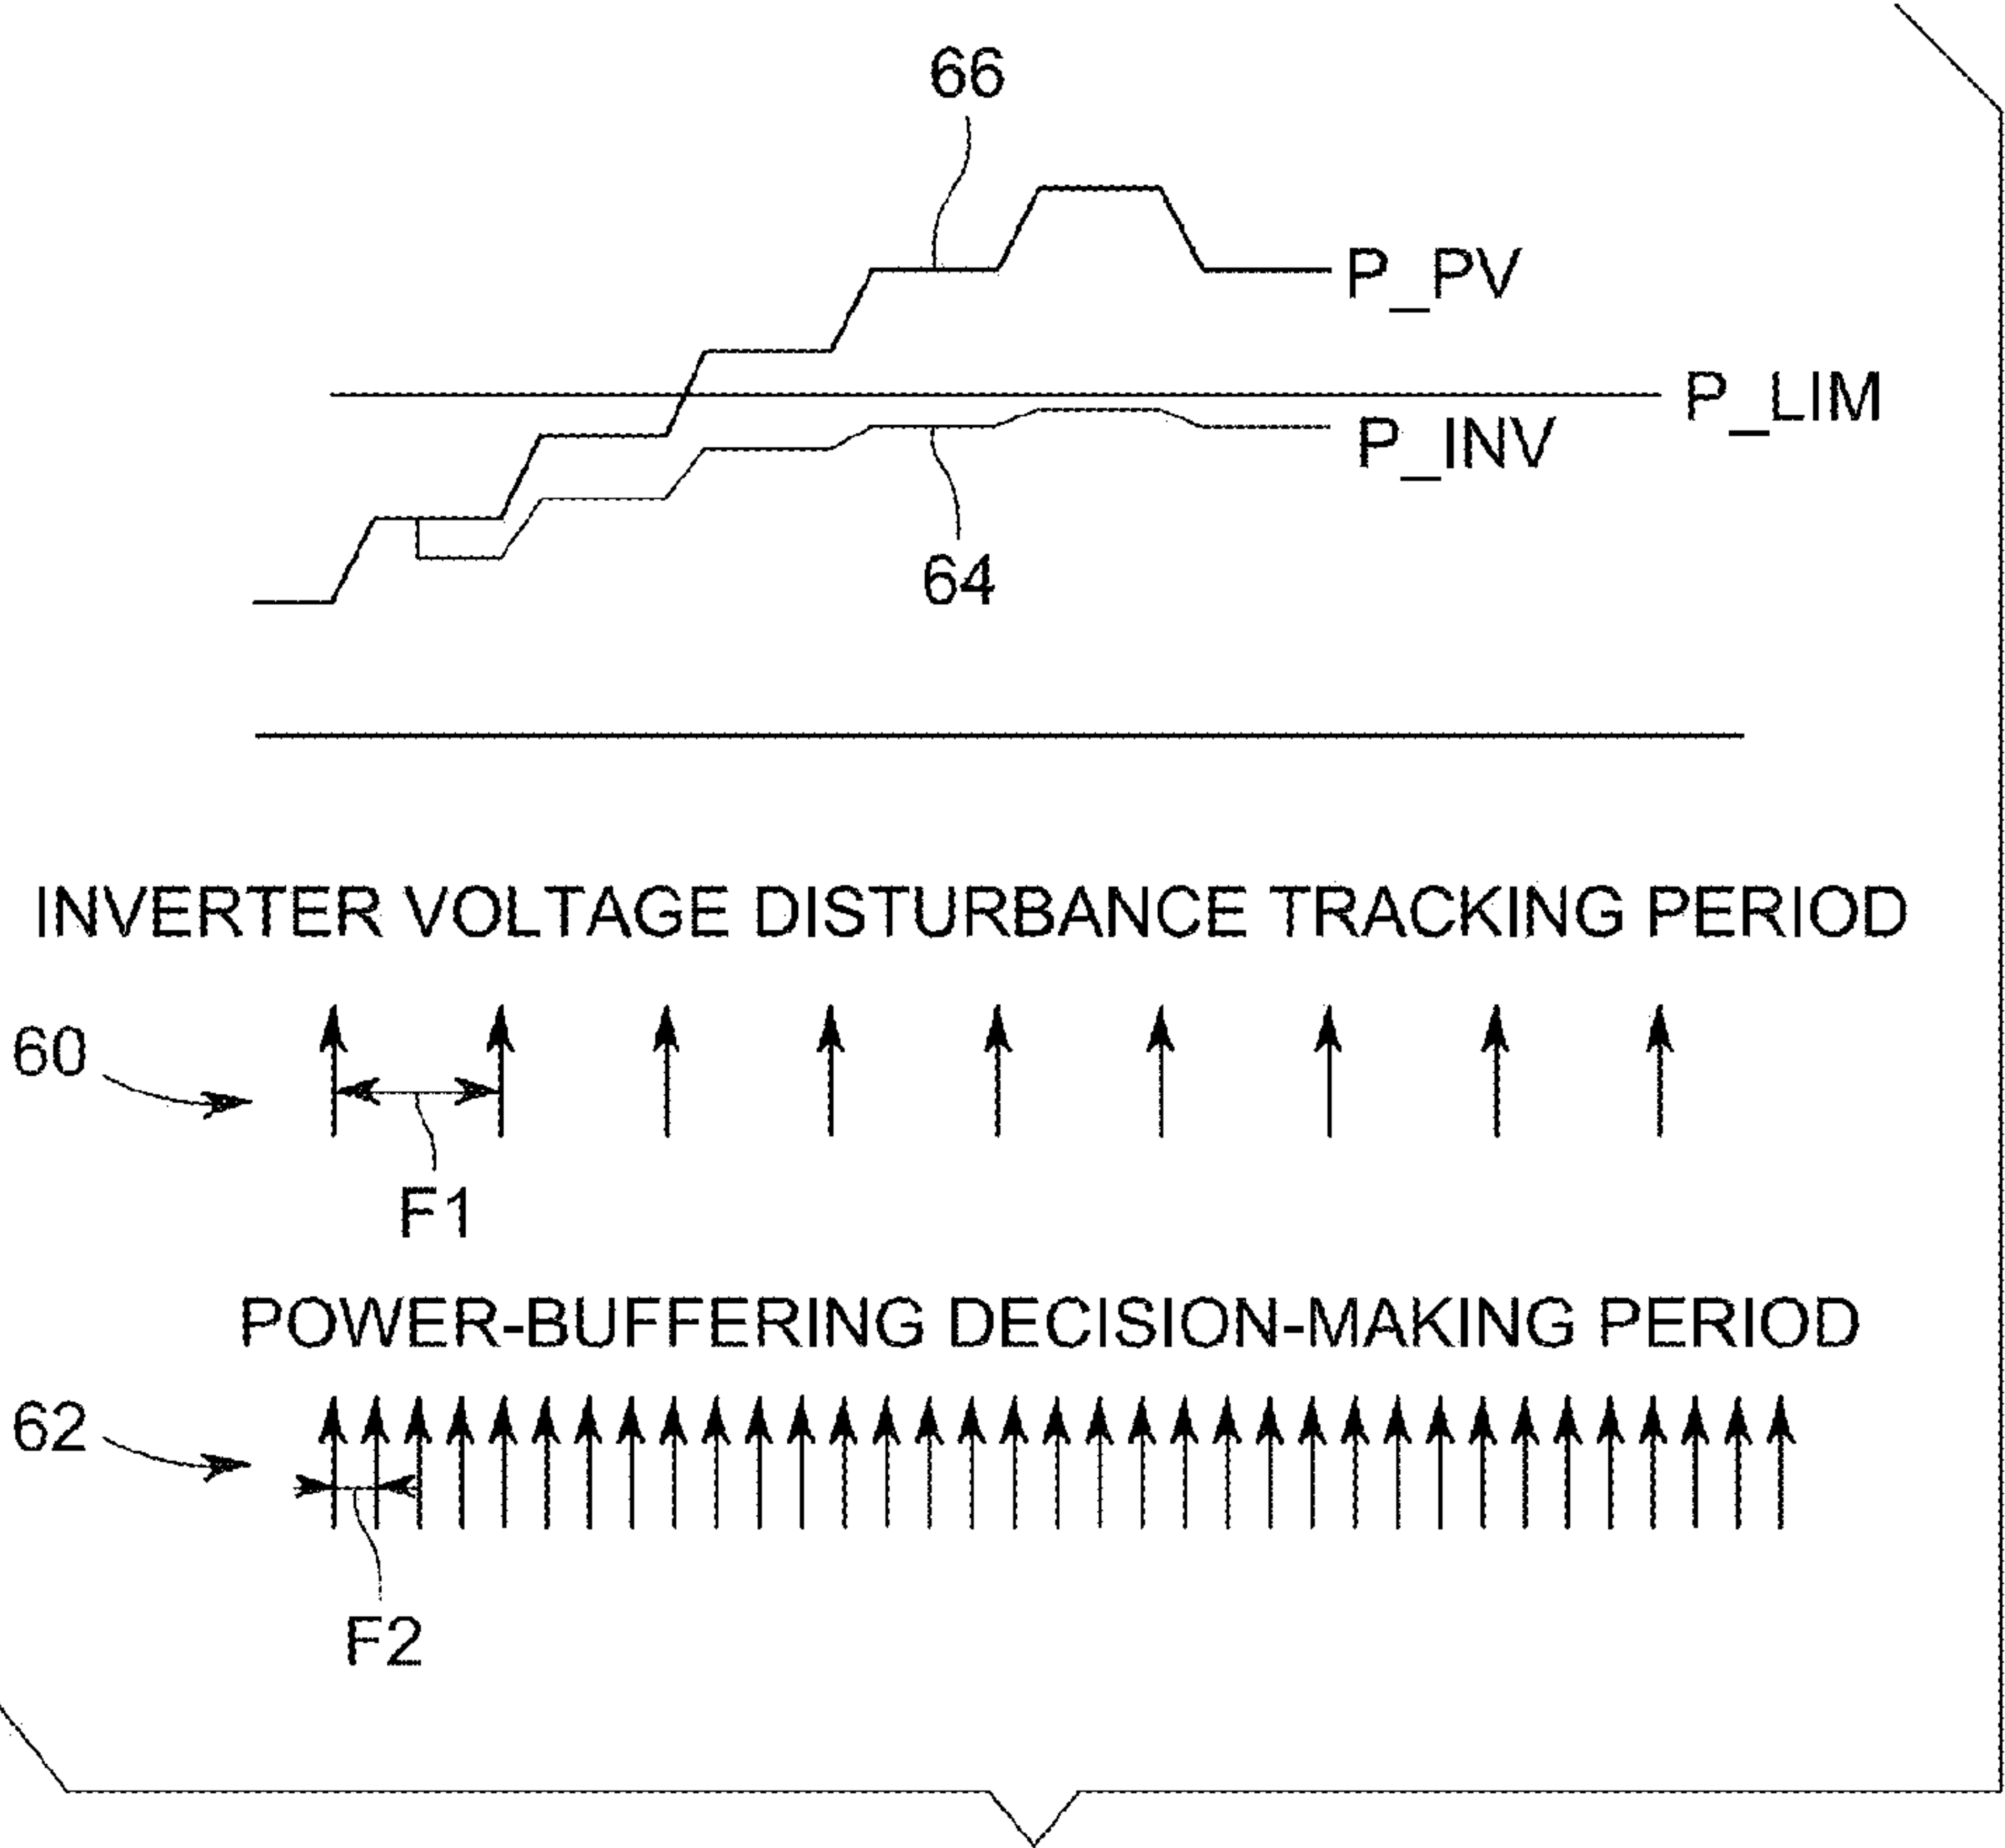 66
P_PV
P_LIM
P_INV
64
INVERTER VOLTAGE DISTURBANCE TRACKING PERIOD
60
F1
POWER-BUFFERING DECISION-MAKING PERIOD
62
F2